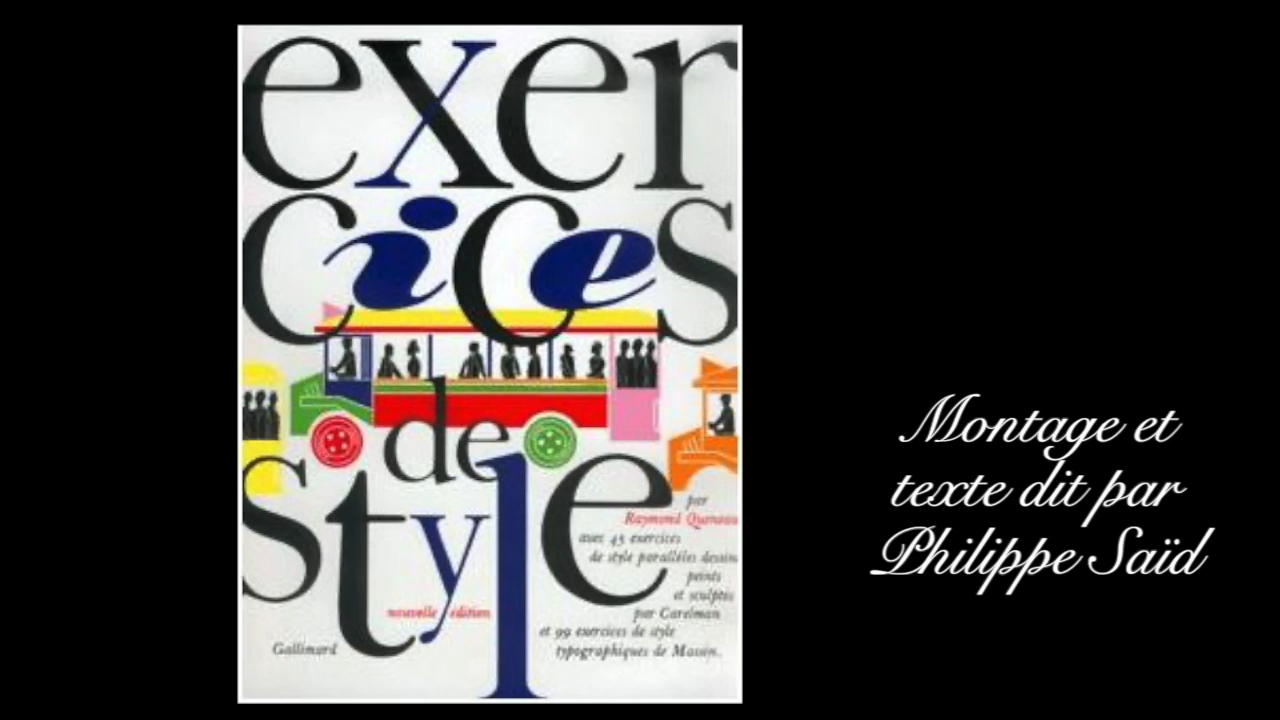 exer
cices
de
style
par
Raymond Queneau
avec 45 exercices
de style parallèles dessin
peints
et sculptés
nouvelle édition
par Carelman
et 99 exercices de style
Gallimard
typographiques de Massin.
Montage et
texte dit par
Philippe Saïd